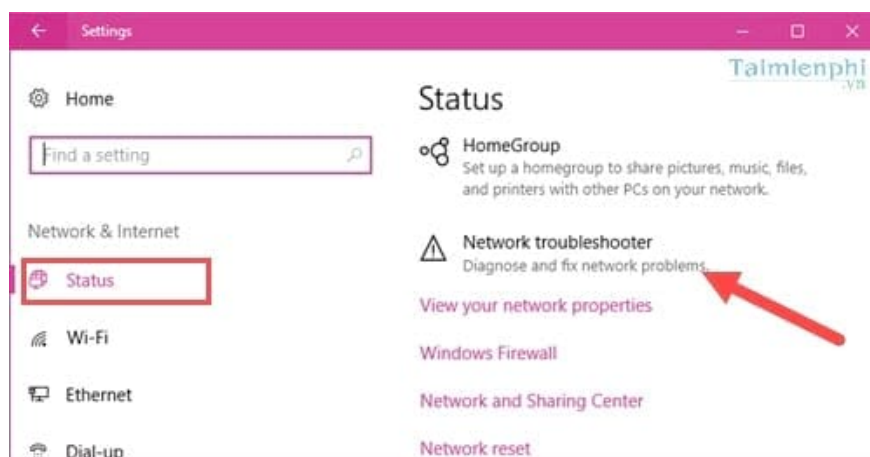 Settings
Taimienphi
.vn
Home
Find a setting
Network & Internet
Status
Wi-Fi
Ethernet
Dial-up
Status
HomeGroup
Set up a homegroup to share pictures, music, files,
and printers with other PCs on your network.
Network troubleshooter
Diagnose and fix network problems.
View your network properties
Windows Firewall
Network and Sharing Center
Network reset